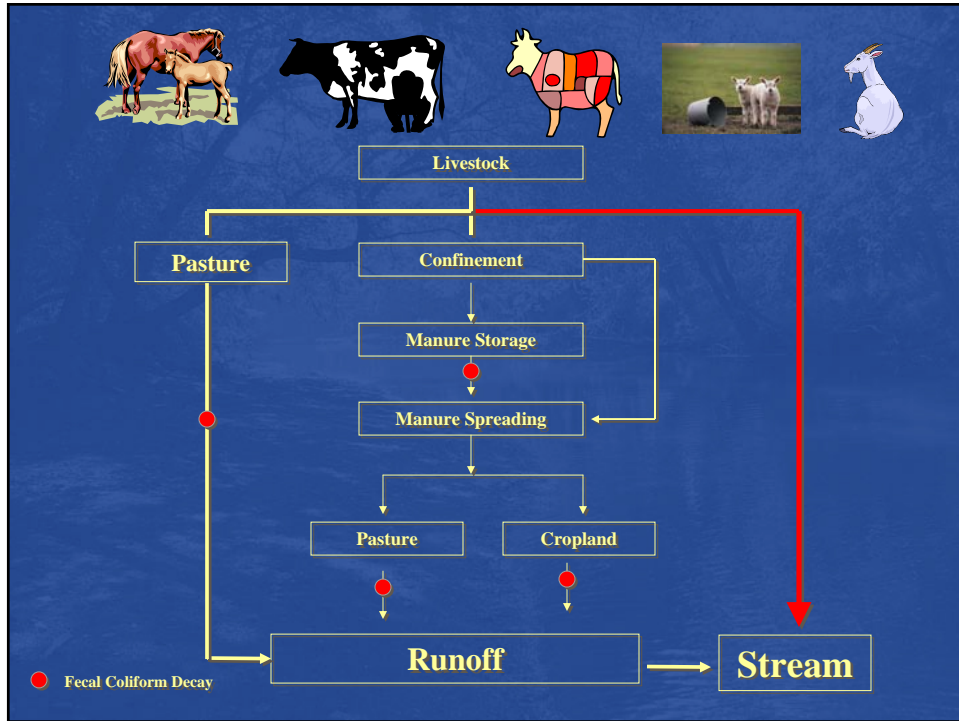 Livestock
Pasture
Confinement
Manure Storage
Manure Spreading
Pasture
Cropland
Runoff
Stream
Fecal Coliform Decay